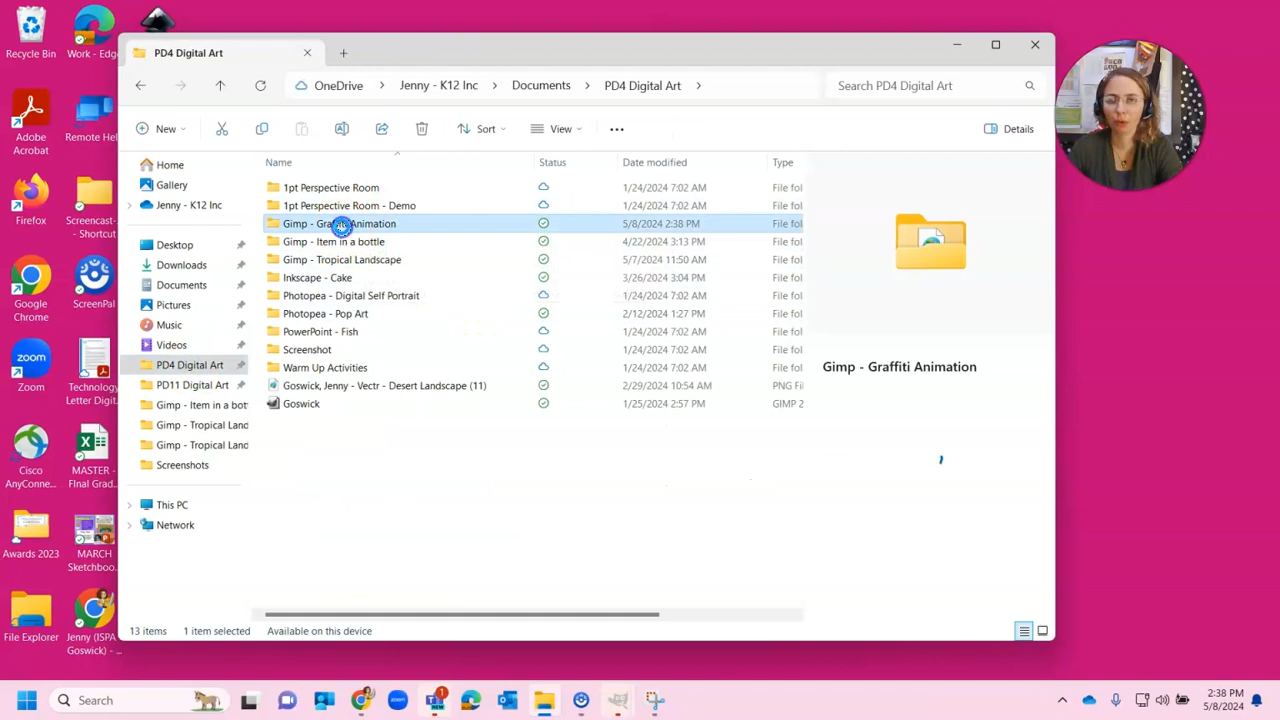 Recycle Bin
Work - Edge
Adobe
Acrobat
Remote Help
Firefox
Screencast-
- Shortcut
Google
Chrome
ScreenPal
Zoom
Technology
Letter Digit...
Cisco
AnyConne...
MASTER -
FInal Grad...
Awards 2023
MARCH
Sketchboo...
File Explorer
Jenny (ISPA
Goswick) - ...
PD4 Digital Art
OneDrive > Jenny - K12 Inc > Documents > PD4 Digital Art >
Search PD4 Digital Art
New
Sort
View
Details
Home
Gallery
Jenny - K12 Inc
Desktop
Downloads
Documents
Pictures
Music
Videos
PD4 Digital Art
PD11 Digital Art
Gimp - Item in a bott
Gimp - Tropical Land
Gimp - Tropical Land
Screenshots
This PC
Network
Name Status Date modified Type
1pt Perspective Room 1/24/2024 7:02 AM File fol
1pt Perspective Room - Demo 1/24/2024 7:02 AM File fol
Gimp - Graffiti Animation 5/8/2024 2:38 PM File fol
Gimp - Item in a bottle 4/22/2024 3:13 PM File fol
Gimp - Tropical Landscape 5/7/2024 11:50 AM File fol
Inkscape - Cake 3/26/2024 3:04 PM File fol
Photopea - Digital Self Portrait 1/24/2024 7:02 AM File fol
Photopea - Pop Art 2/12/2024 1:27 PM File fol
PowerPoint - Fish 1/24/2024 7:02 AM File fol
Screenshot 1/24/2024 7:02 AM File fol
Warm Up Activities 1/24/2024 7:02 AM File fol
Goswick, Jenny - Vectr - Desert Landscape (11) 2/29/2024 10:54 AM PNG Fi
Goswick 1/25/2024 2:57 PM GIMP 2
Gimp - Graffiti Animation
13 items 1 item selected Available on this device
Search
1
NEW
2:38 PM
5/8/2024